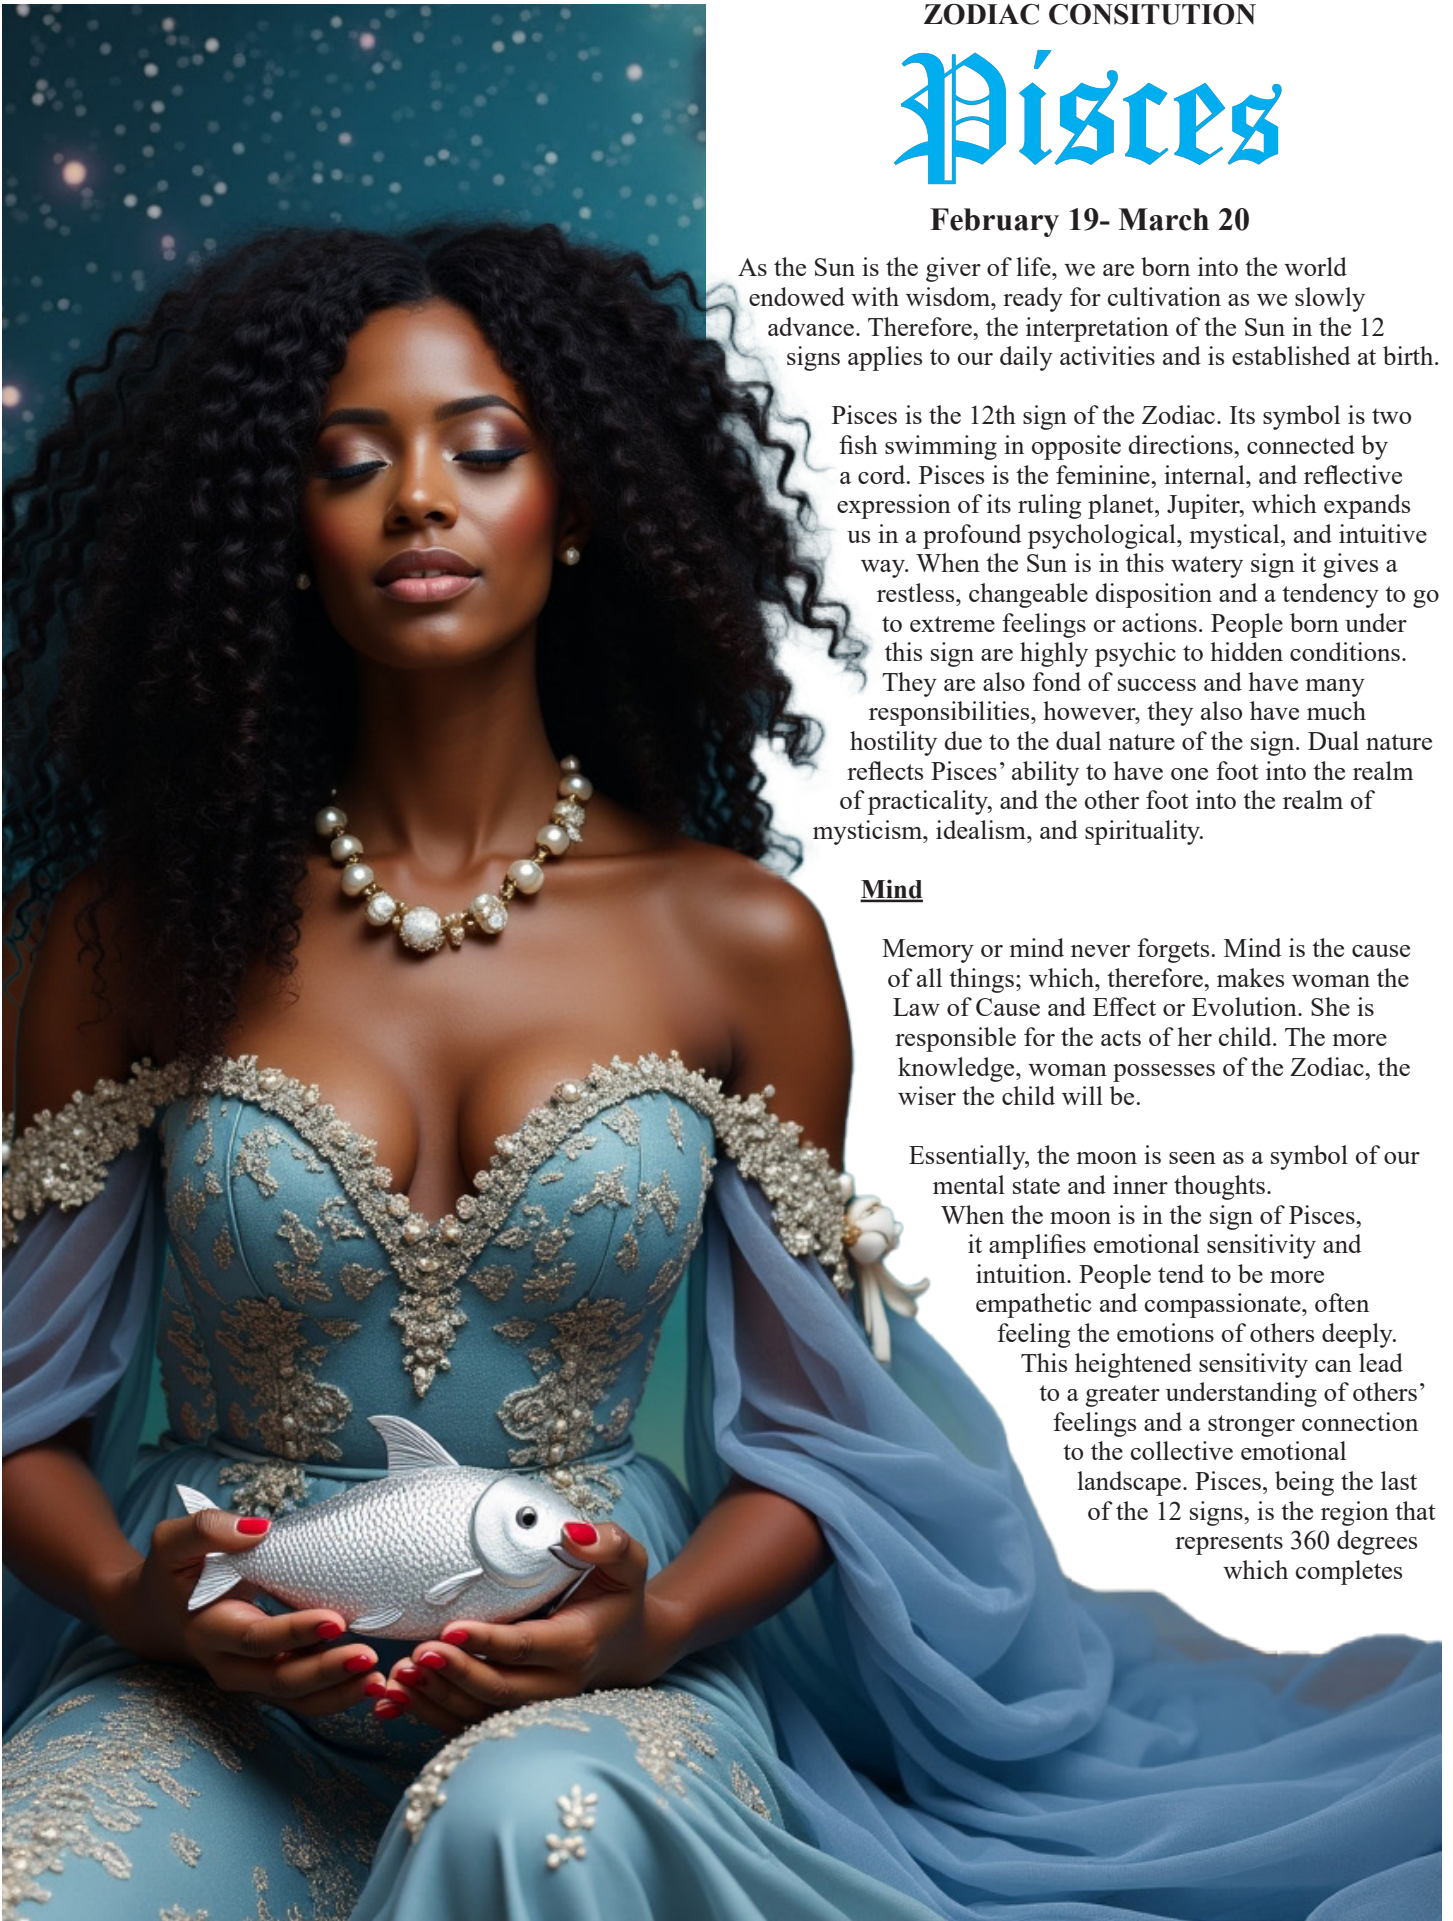 ZODIAC CONSITUTION
Pisces
February 19- March 20
As the Sun is the giver of life, we are born into the world
endowed with wisdom, ready for cultivation as we slowly
advance. Therefore, the interpretation of the Sun in the 12
signs applies to our daily activities and is established at birth.
Pisces is the 12th sign of the Zodiac. Its symbol is two
fish swimming in opposite directions, connected by
a cord. Pisces is the feminine, internal, and reflective
expression of its ruling planet, Jupiter, which expands
us in a profound psychological, mystical, and intuitive
way. When the Sun is in this watery sign it gives a
restless, changeable disposition and a tendency to go
to extreme feelings or actions. People born under
this sign are highly psychic to hidden conditions.
They are also fond of success and have many
responsibilities, however, they also have much
hostility due to the dual nature of the sign. Dual nature
reflects Pisces’ ability to have one foot into the realm
of practicality, and the other foot into the realm of
mysticism, idealism, and spirituality.
Mind
Memory or mind never forgets. Mind is the cause
of all things; which, therefore, makes woman the
Law of Cause and Effect or Evolution. She is
responsible for the acts of her child. The more
knowledge, woman possesses of the Zodiac, the
wiser the child will be.
Essentially, the moon is seen as a symbol of our
mental state and inner thoughts.
When the moon is in the sign of Pisces,
it amplifies emotional sensitivity and
intuition. People tend to be more
empathetic and compassionate, often
feeling the emotions of others deeply.
This heightened sensitivity can lead
to a greater understanding of others’
feelings and a stronger connection
to the collective emotional
landscape. Pisces, being the last
of the 12 signs, is the region that
represents 360 degrees
which completes